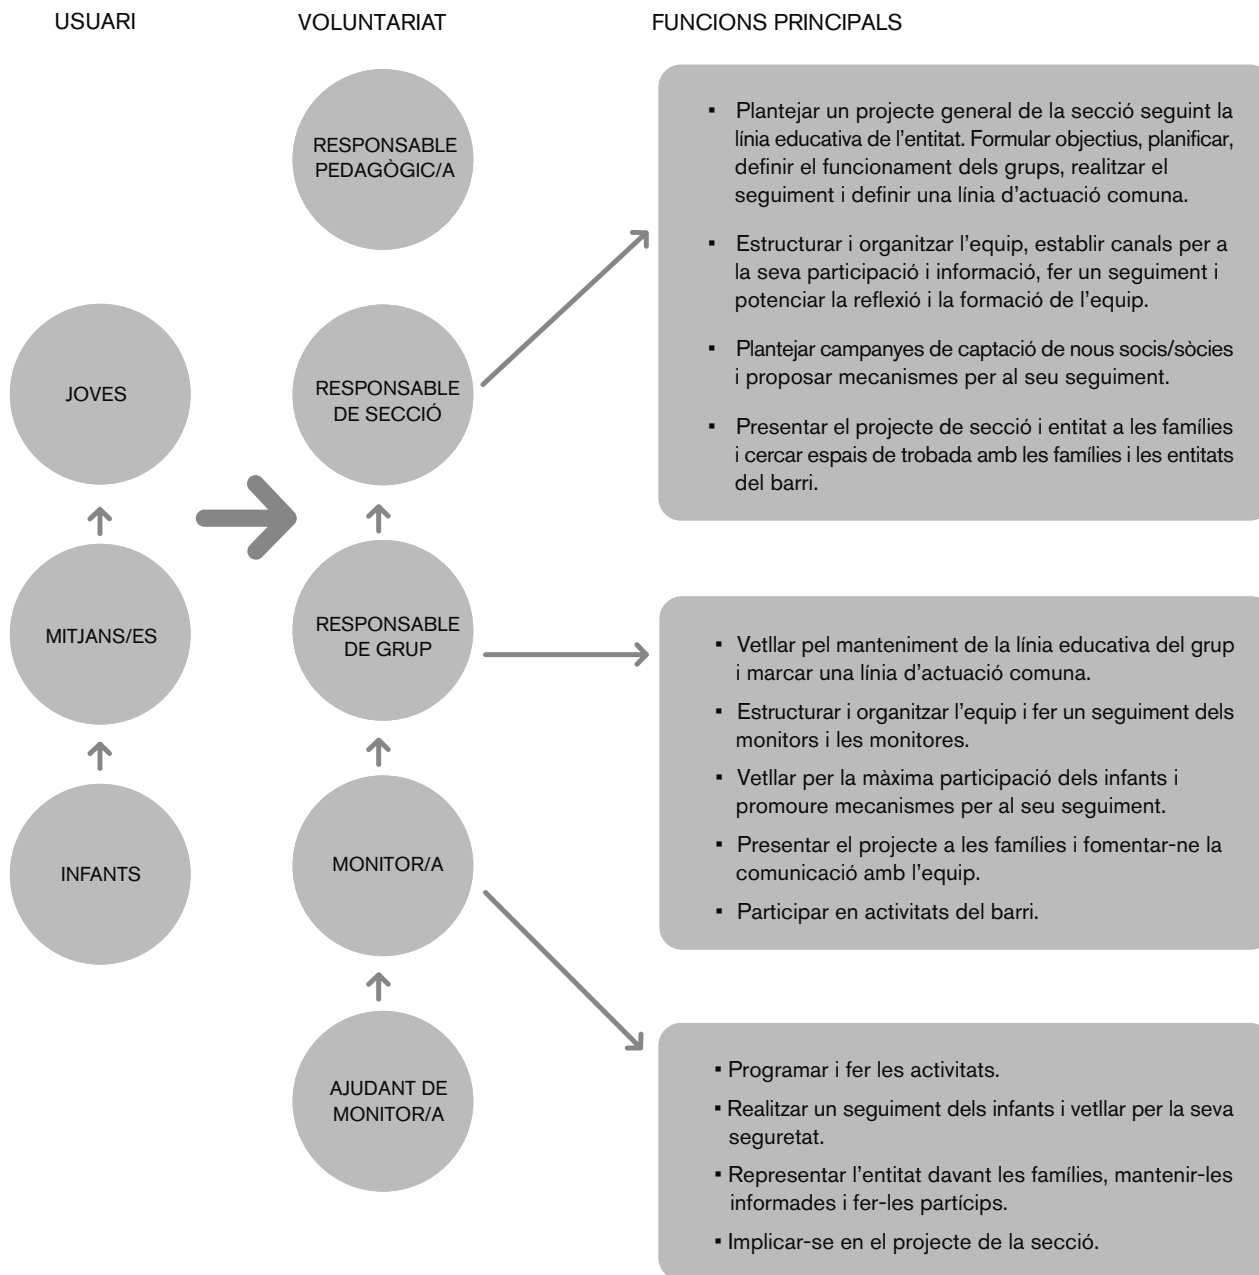 USUARI
VOLUNTARIAT
FUNCIONS PRINCIPALS
JOVES
MITJANS/ES
INFANTS
RESPONSABLE
PEDAGÒGIC/A
RESPONSABLE
DE SECCIÓ
RESPONSABLE
DE GRUP
MONITOR/A
AJUDANT DE
MONITOR/A
▪ Plantejar un projecte general de la secció seguint la
línia educativa de l’entitat. Formular objectius, planificar,
definir el funcionament dels grups, realitzar el
seguiment i definir una línia d’actuació comuna.
▪ Estructurar i organitzar l’equip, establir canals per a
la seva participació i informació, fer un seguiment i
potenciar la reflexió i la formació de l’equip.
▪ Plantejar campanyes de captació de nous socis/sòcies
i proposar mecanismes per al seu seguiment.
▪ Presentar el projecte de secció i entitat a les famílies
i cercar espais de trobada amb les famílies i les entitats
del barri.
▪ Vetllar pel manteniment de la línia educativa del grup
i marcar una línia d’actuació comuna.
▪ Estructurar i organitzar l’equip i fer un seguiment dels
monitors i les monitores.
▪ Vetllar per la màxima participació dels infants i
promoure mecanismes per al seu seguiment.
▪ Presentar el projecte a les famílies i fomentar-ne la
comunicació amb l’equip.
▪ Participar en activitats del barri.
▪ Programar i fer les activitats.
▪ Realitzar un seguiment dels infants i vetllar per la seva
seguretat.
▪ Representar l’entitat davant les famílies, mantenir-les
informades i fer-les partícips.
▪ Implicar-se en el projecte de la secció.